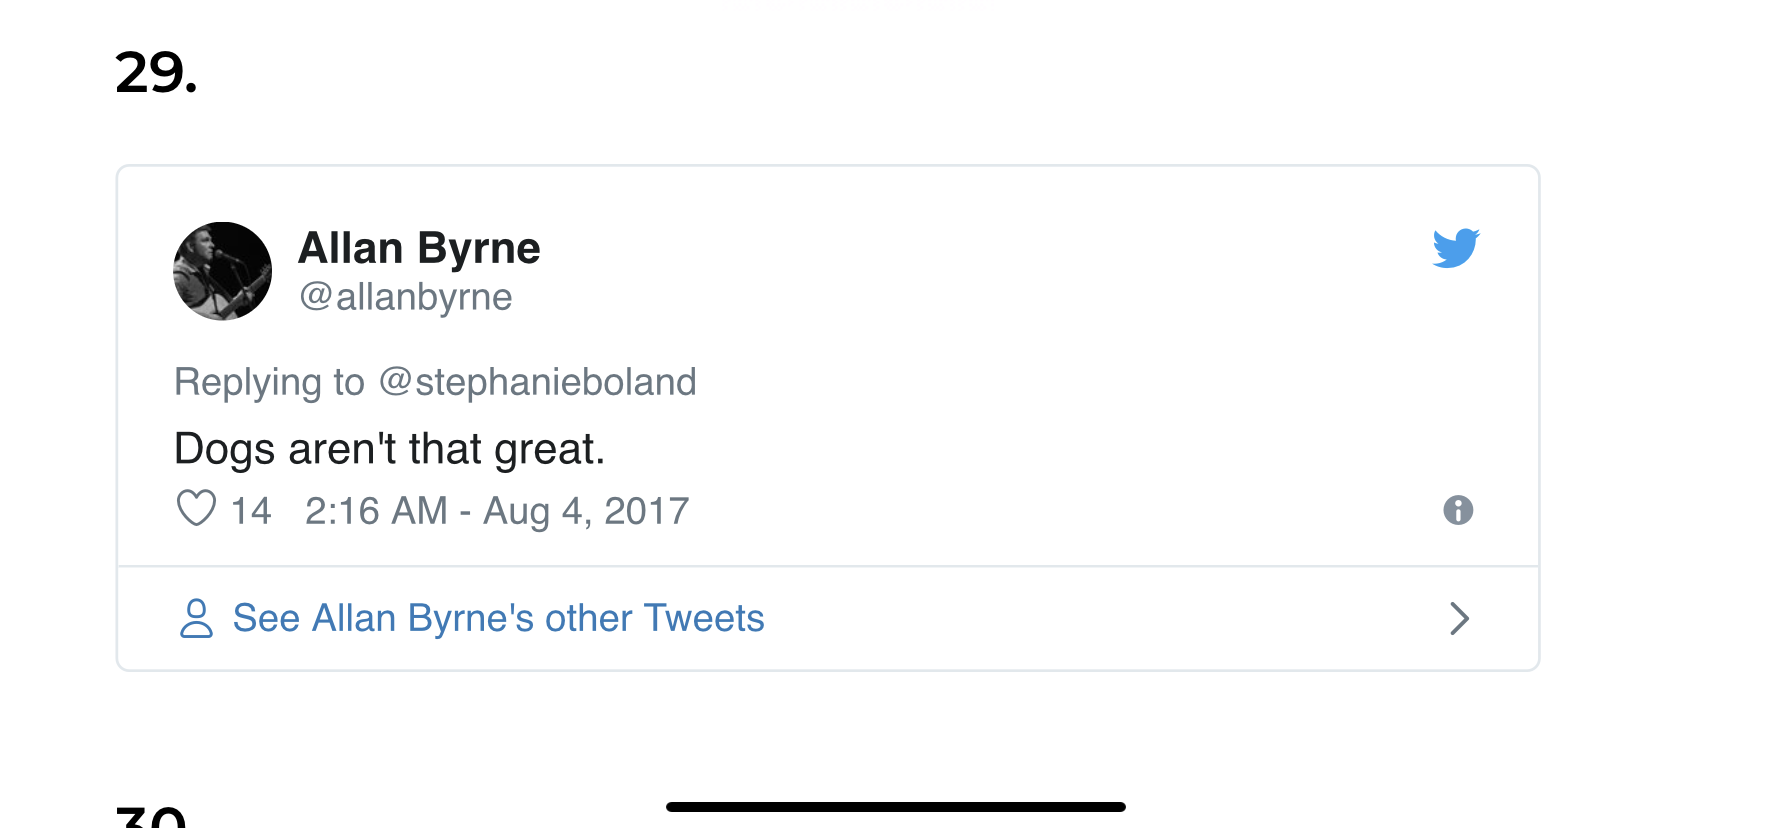 29.
Allan Byrne
@allanbyrne
Replying to @stephanieboland
Dogs aren't that great.
14 2:16 AM - Aug 4, 2017
See Allan Byrne's other Tweets
30